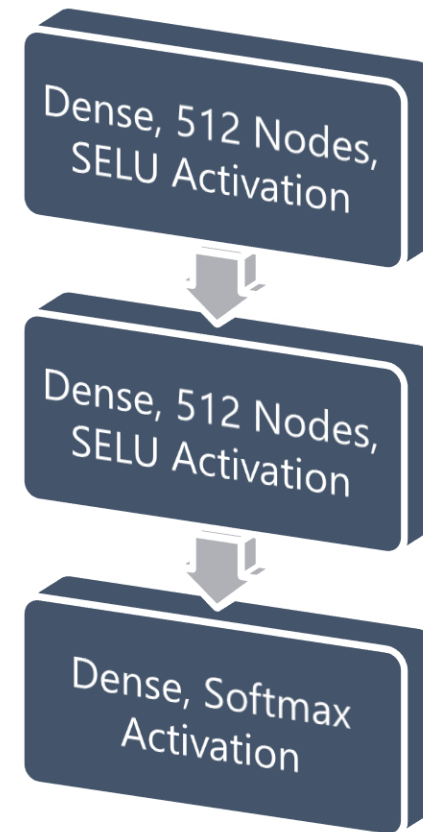 Dense, 512 Nodes,
SELU Activation
Dense, 512 Nodes,
SELU Activation
Dense, Softmax
Activation